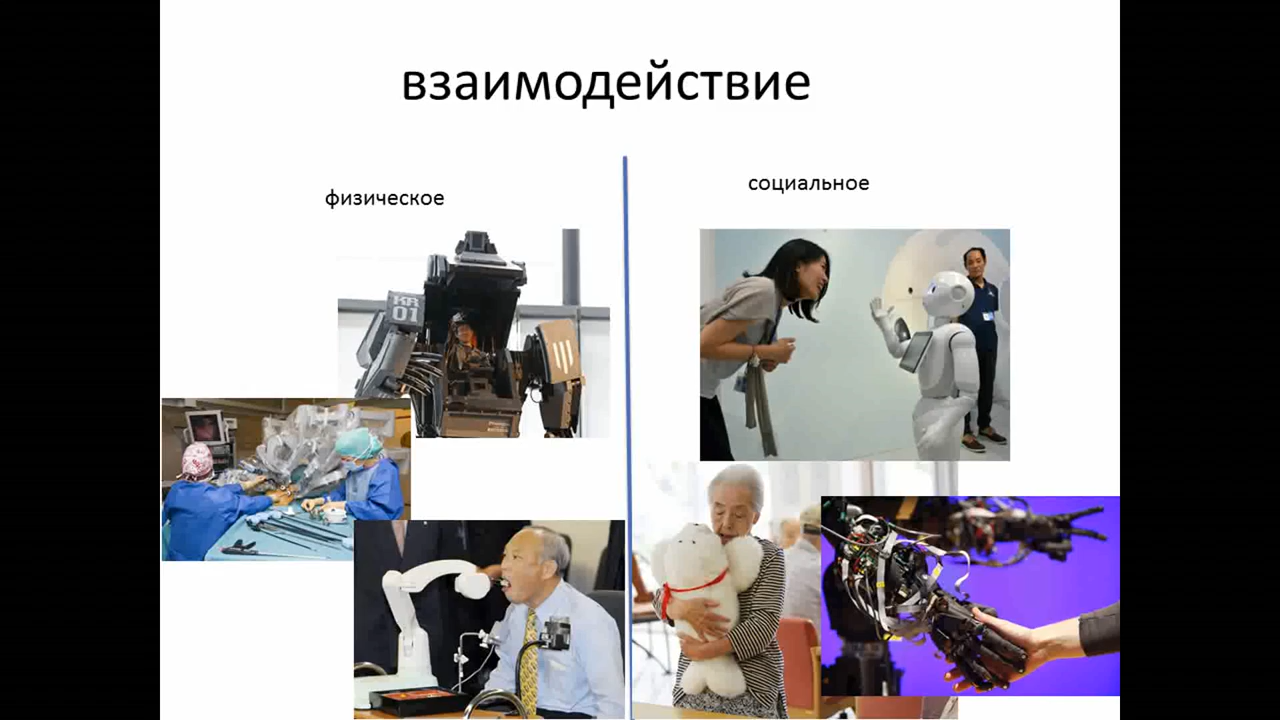 взаимодействие
физическое
социальное
KR
01